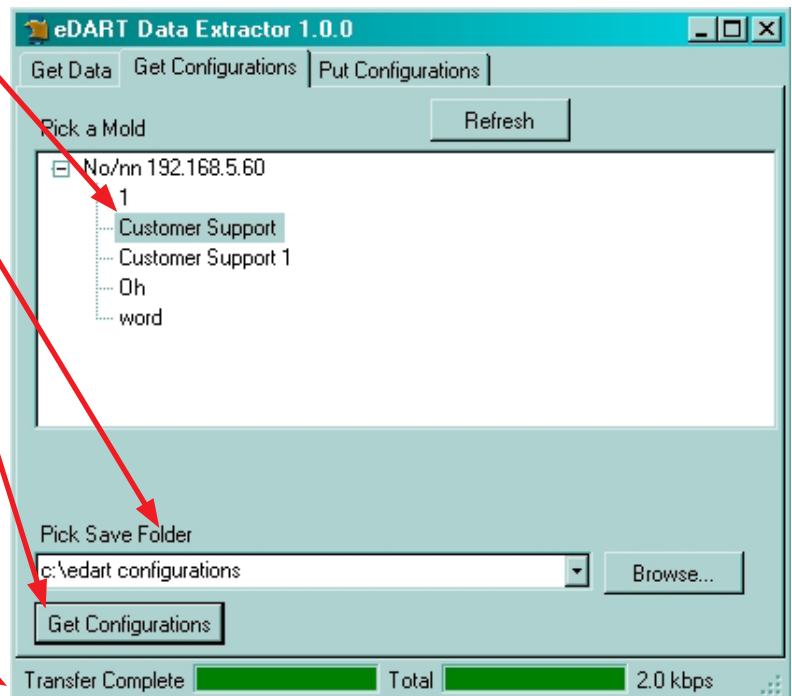 eDART Data Extractor 1.0.0
Get Data Get Configurations Put Configurations
Pick a Mold Refresh
No/nn 192.168.5.60
1
Customer Support
Customer Support 1
Oh
word
Pick Save Folder
c:\edart configurations Browse...
Get Configurations
Transfer Complete Total 2.0 kbps